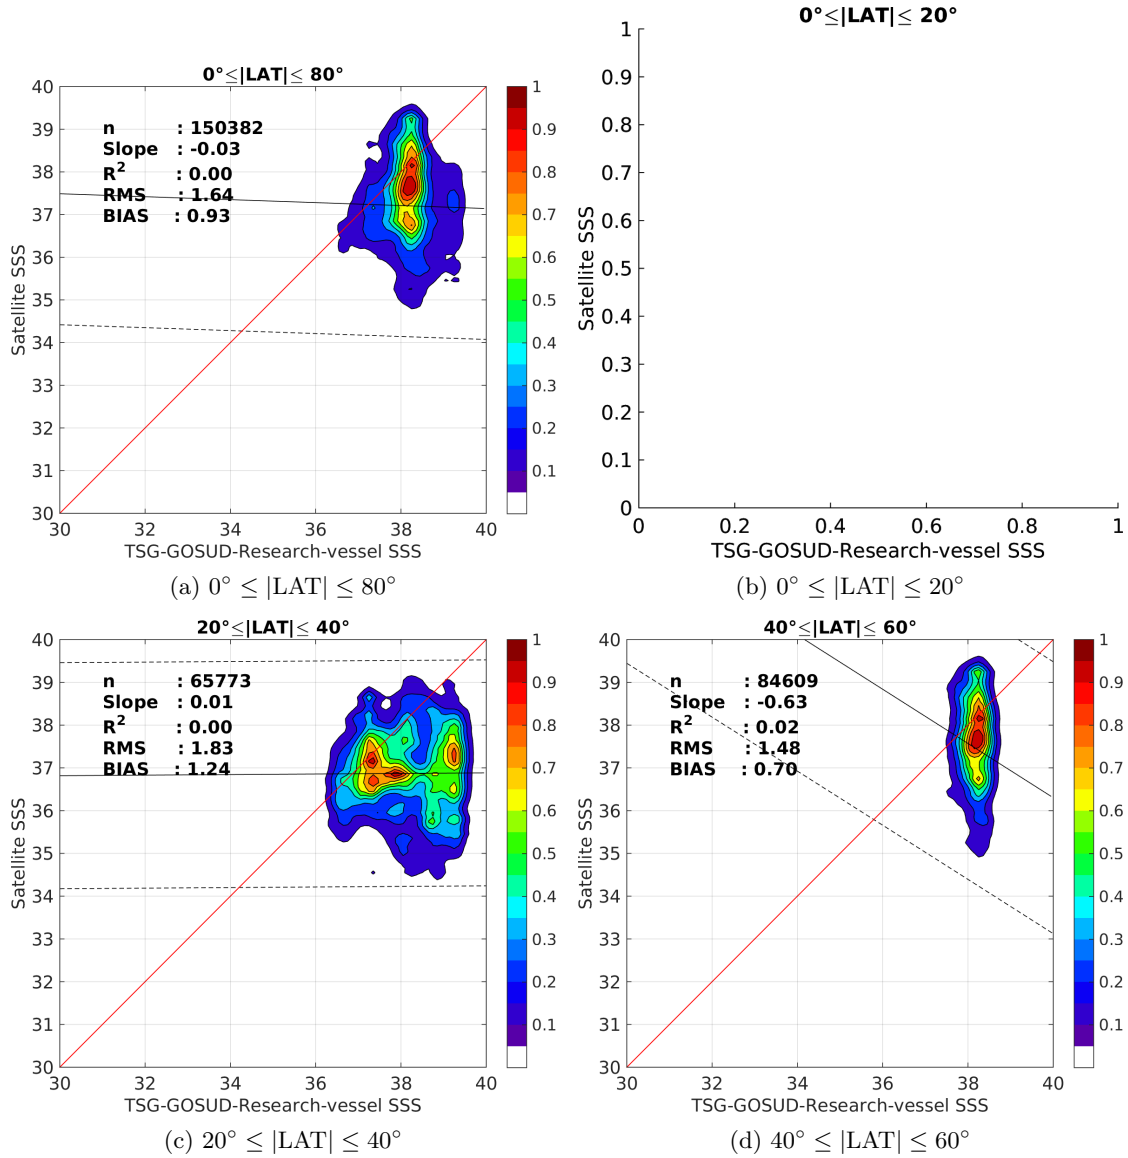 0°≤|LAT|≤ 80°
40
39
38
37
36
35
34
33
32
31
30
Satellite SSS
n : 150382
Slope : -0.03
R² : 0.00
RMS : 1.64
BIAS : 0.93
1
0.9
0.8
0.7
0.6
0.5
0.4
0.3
0.2
0.1
30 32 34 36 38 40
TSG-GOSUD-Research-vessel SSS
(a) 0° ≤ |LAT| ≤ 80°
0°≤|LAT|≤ 20°
1
0.9
0.8
0.7
0.6
0.5
0.4
0.3
0.2
0.1
0
Satellite SSS
0 0.2 0.4 0.6 0.8 1
TSG-GOSUD-Research-vessel SSS
(b) 0° ≤ |LAT| ≤ 20°
20°≤|LAT|≤ 40°
40
39
38
37
36
35
34
33
32
31
30
Satellite SSS
n : 65773
Slope : 0.01
R² : 0.00
RMS : 1.83
BIAS : 1.24
1
0.9
0.8
0.7
0.6
0.5
0.4
0.3
0.2
0.1
30 32 34 36 38 40
TSG-GOSUD-Research-vessel SSS
(c) 20° ≤ |LAT| ≤ 40°
40°≤|LAT|≤ 60°
40
39
38
37
36
35
34
33
32
31
30
Satellite SSS
n : 84609
Slope : -0.63
R² : 0.02
RMS : 1.48
BIAS : 0.70
1
0.9
0.8
0.7
0.6
0.5
0.4
0.3
0.2
0.1
30 32 34 36 38 40
TSG-GOSUD-Research-vessel SSS
(d) 40° ≤ |LAT| ≤ 60°